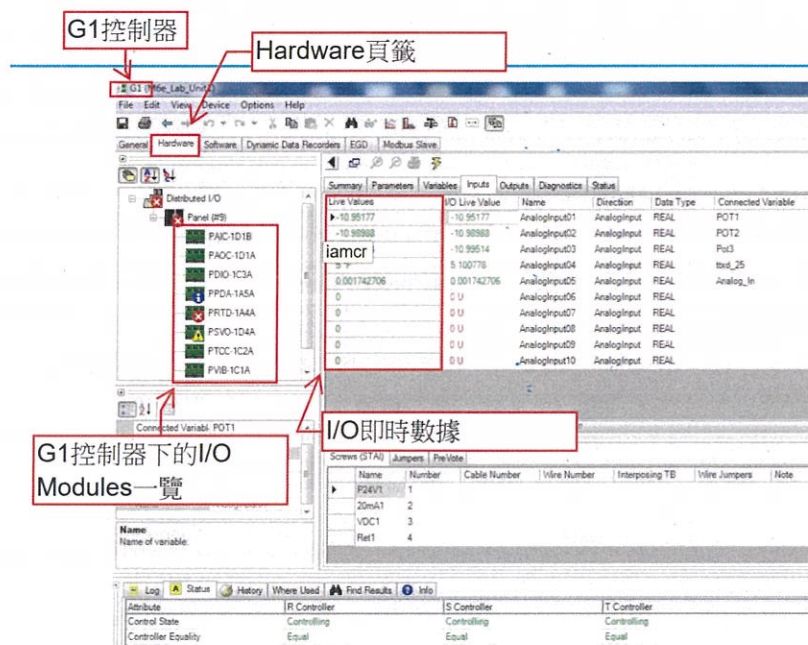 G1控制器
Hardware頁籤
G1 (M6e_Lab_Unit1)
File Edit View Device Options Help
General Hardware Software Dynamic Data Recorders EGD Modbus Slave
Summary Parameters Variables Inputs Outputs Diagnostics Status
Distributed I/O
Panel (#9)
PAIC-1D1B
PAOC-1D1A
PDIO-1C3A
PPDA-1A5A
PRTD-1A4A
PSVO-1D4A
PTCC-1C2A
PVIB-1C1A
Live Values I/O Live Value Name Direction Data Type Connected Variable
-10.95177 -10.95177 AnalogInput01 AnalogInput REAL POT1
-10.98988 -10.98988 AnalogInput02 AnalogInput REAL POT2
iamcr -10.99514 AnalogInput03 AnalogInput REAL Pot3
5.100778 AnalogInput04 AnalogInput REAL ttxd_25
0.001742706 0.001742706 AnalogInput05 AnalogInput REAL Analog_In
0 0 U AnalogInput06 AnalogInput REAL
0 0 U AnalogInput07 AnalogInput REAL
0 0 U AnalogInput08 AnalogInput REAL
0 0 U AnalogInput09 AnalogInput REAL
0 0 U AnalogInput10 AnalogInput REAL
Connected Variabl POT1
G1控制器下的I/O
Modules一覽
I/O即時數據
Name
Name of variable.
Screws (STAI) Jumpers PreVote
Name Number Cable Number Wire Number Interposing TB Wire Jumpers Note
P24V1 1
20mA1 2
VDC1 3
Ret1 4
Log Status History Where Used Find Results Info
Attribute R Controller S Controller T Controller
Control State Controlling Controlling Controlling
Controller Equality Equal Equal Equal